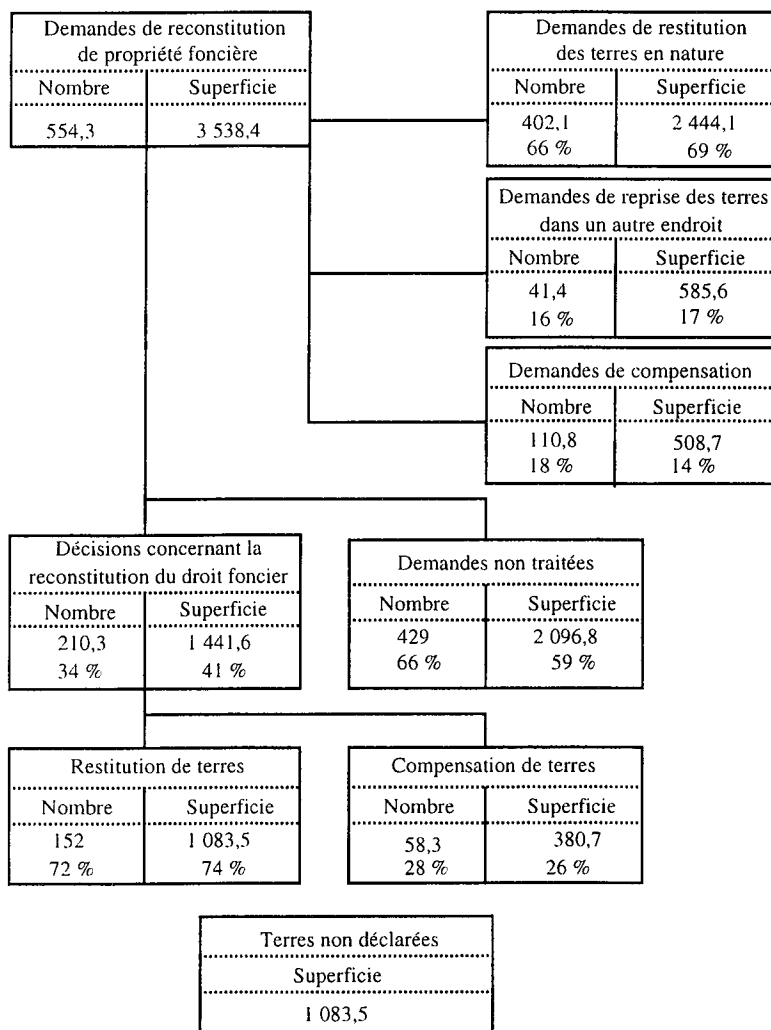 Demandes de reconstitution
de propriété foncière
Nombre Superficie
554,3 3 538,4
Demandes de restitution
des terres en nature
Nombre Superficie
402,1 2 444,1
66 % 69 %
Demandes de reprise des terres
dans un autre endroit
Nombre Superficie
41,4 585,6
16 % 17 %
Demandes de compensation
Nombre Superficie
110,8 508,7
18 % 14 %
Décisions concernant la
reconstitution du droit foncier
Nombre Superficie
210,3 1 441,6
34 % 41 %
Demandes non traitées
Nombre Superficie
429 2 096,8
66 % 59 %
Restitution de terres
Nombre Superficie
152 1 083,5
72 % 74 %
Compensation de terres
Nombre Superficie
58,3 380,7
28 % 26 %
Terres non déclarées
Superficie
1 083,5